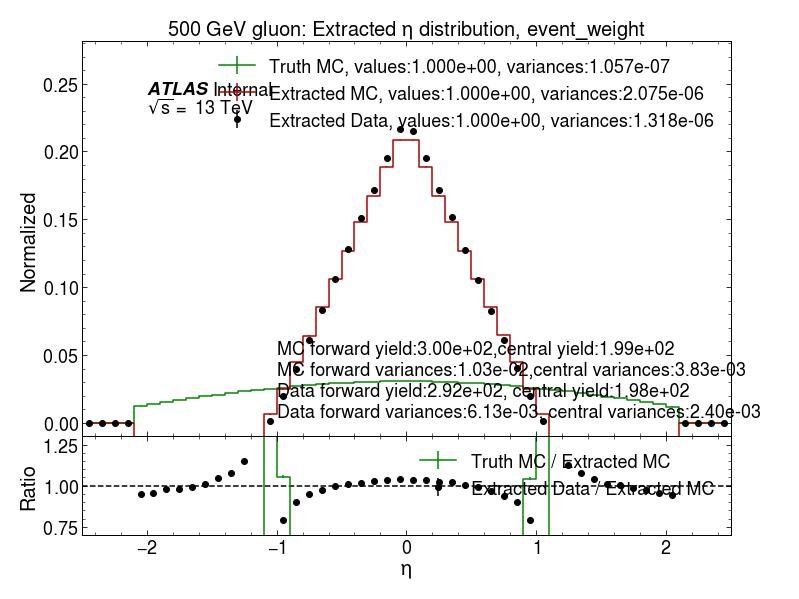 500 GeV gluon: Extracted η distribution, event_weight
Truth MC, values:1.000e+00, variances:1.057e-07
ATLAS Internal
Extracted MC, values:1.000e+00, variances:2.075e-06
√s = 13 TeV
Extracted Data, values:1.000e+00, variances:1.318e-06
Normalized
0.25
0.20
0.15
0.10
0.05
0.00
MC forward yield:3.00e+02,central yield:1.99e+02
MC forward variances:1.03e-02,central variances:3.83e-03
Data forward yield:2.92e+02, central yield:1.98e+02
Data forward variances:6.13e-03, central variances:2.40e-03
Ratio
1.25
1.00
0.75
Truth MC / Extracted MC
Extracted Data / Extracted MC
−2 −1 0 1 2
η